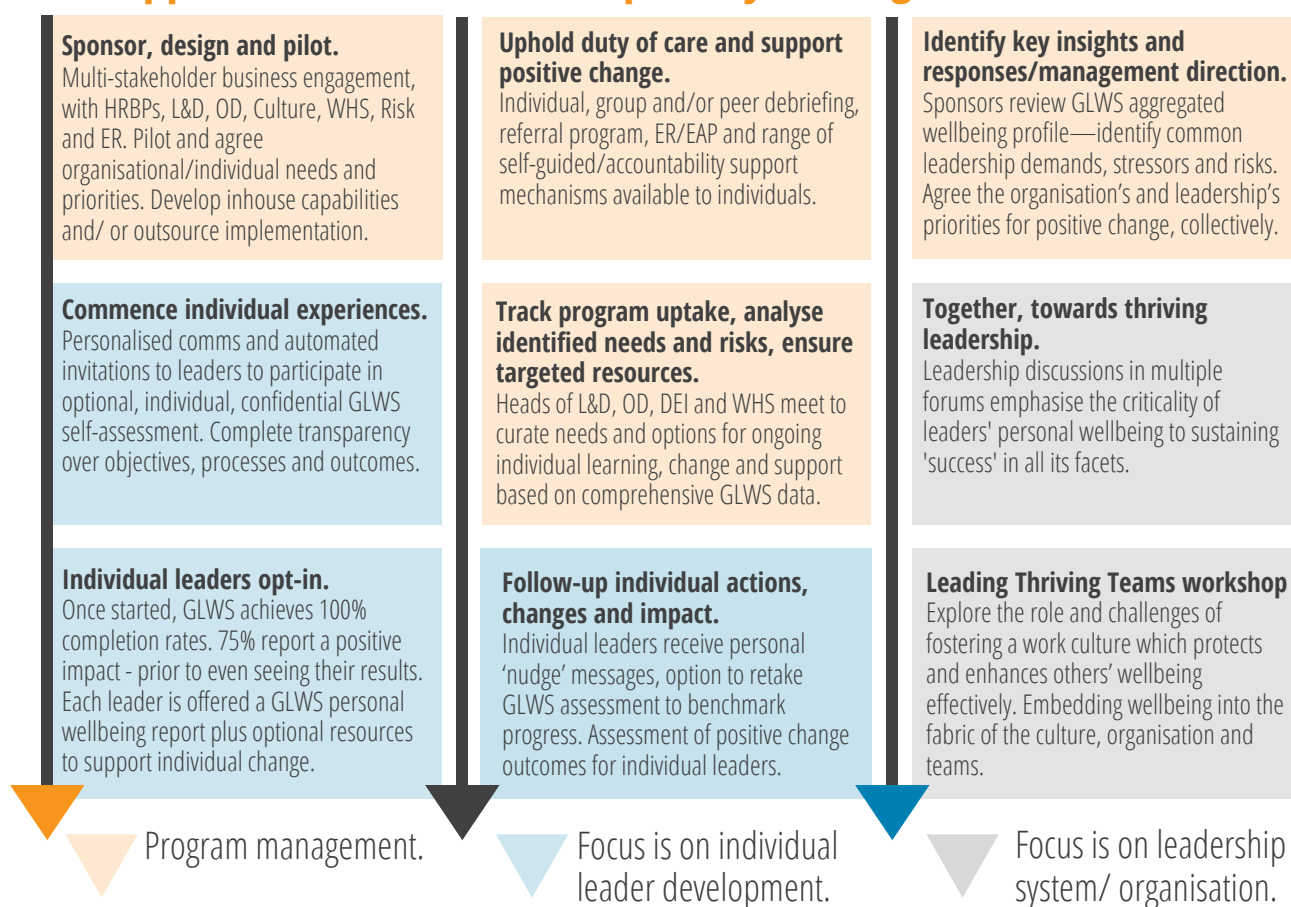 Sponsor, design and pilot.
Multi-stakeholder business engagement,
with HRBPs, L&D, OD, Culture, WHS, Risk
and ER. Pilot and agree
organisational/individual needs and
priorities. Develop inhouse capabilities
and/ or outsource implementation.
Commence individual experiences.
Personalised comms and automated
invitations to leaders to participate in
optional, individual, confidential GLWS
self-assessment. Complete transparency
over objectives, processes and outcomes.
Individual leaders opt-in.
Once started, GLWS achieves 100%
completion rates. 75% report a positive
impact - prior to even seeing their results.
Each leader is offered a GLWS personal
wellbeing report plus optional resources
to support individual change.
Uphold duty of care and support
positive change.
Individual, group and/or peer debriefing,
referral program, ER/EAP and range of
self-guided/accountability support
mechanisms available to individuals.
Track program uptake, analyse
identified needs and risks, ensure
targeted resources.
Heads of L&D, OD, DEI and WHS meet to
curate needs and options for ongoing
individual learning, change and support
based on comprehensive GLWS data.
Follow-up individual actions,
changes and impact.
Individual leaders receive personal
‘nudge’ messages, option to retake
GLWS assessment to benchmark
progress. Assessment of positive change
outcomes for individual leaders.
Identify key insights and
responses/management direction.
Sponsors review GLWS aggregated
wellbeing profile—identify common
leadership demands, stressors and risks.
Agree the organisation’s and leadership’s
priorities for positive change, collectively.
Together, towards thriving
leadership.
Leadership discussions in multiple
forums emphasise the criticality of
leaders' personal wellbeing to sustaining
'success' in all its facets.
Leading Thriving Teams workshop
Explore the role and challenges of
fostering a work culture which protects
and enhances others’ wellbeing
effectively. Embedding wellbeing into the
fabric of the culture, organisation and
teams.
Program management.
Focus is on individual
leader development.
Focus is on leadership
system/ organisation.